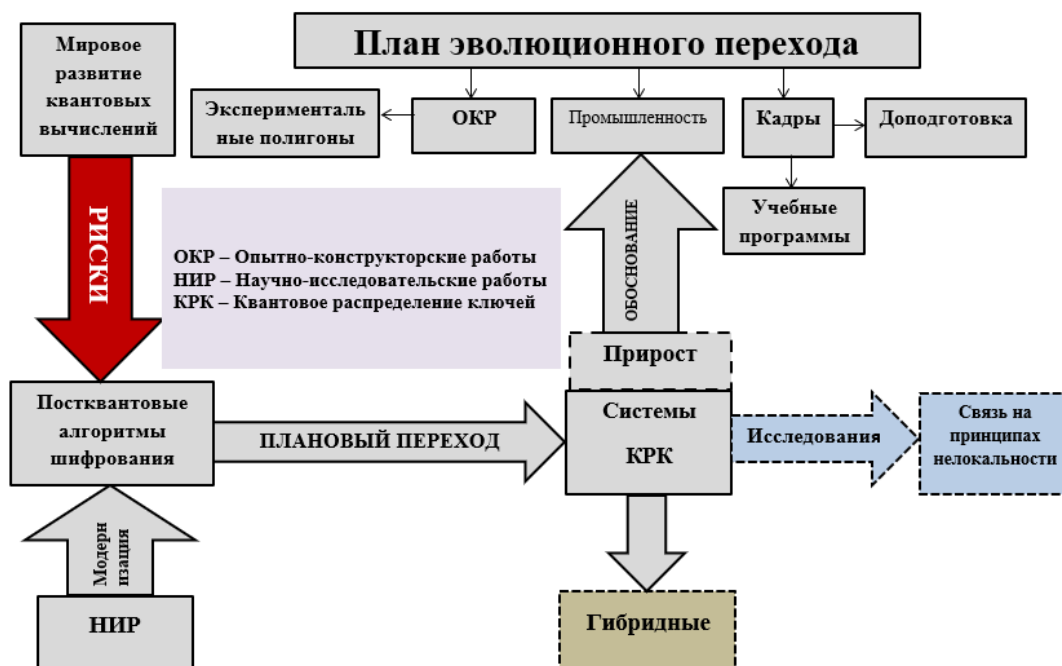 План эволюционного перехода
Мировое
развитие
квантовых
вычислений
Эксперименталь
ные полигоны
ОКР
Промышленность
Кадры
Доподготовка
Учебные
программы
РИСКИ
ОКР – Опытно-конструкторские работы
НИР – Научно-исследовательские работы
КРК – Квантовое распределение ключей
ОБОСНОВАНИЕ
Прирост
Постквантовые
алгоритмы
шифрования
ПЛАНОВЫЙ ПЕРЕХОД
Системы
КРК
Исследования
Связь на
принципах
нелокальности
Модерн
изация
НИР
Гибридные